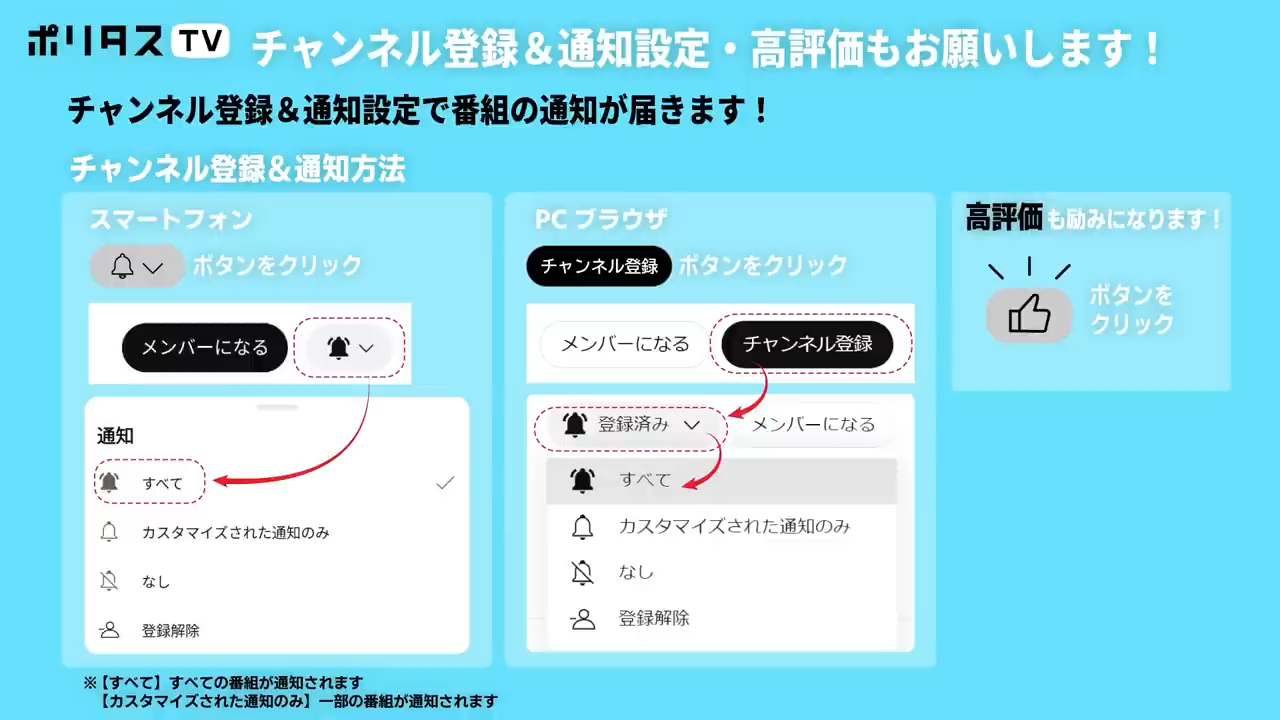 ポリタス TV チャンネル登録＆通知設定・高評価もお願いします！
チャンネル登録＆通知設定で番組の通知が届きます！
チャンネル登録＆通知方法
スマートフォン
ボタンをクリック
メンバーになる
通知
すべて
カスタマイズされた通知のみ
なし
登録解除
PC ブラウザ
チャンネル登録 ボタンをクリック
メンバーになる チャンネル登録
登録済み メンバーになる
すべて
カスタマイズされた通知のみ
なし
登録解除
高評価も励みになります！
ボタンを
クリック
※【すべて】すべての番組が通知されます
【カスタマイズされた通知のみ】一部の番組が通知されます